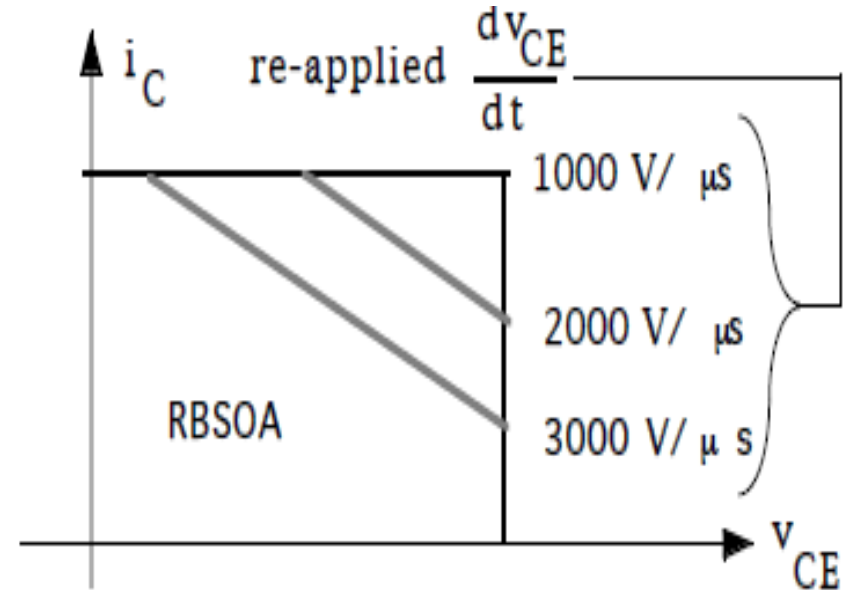 i_C
re-applied dv_CE/dt
1000 V/ μs
2000 V/ μs
3000 V/ μ s
RBSOA
v_CE